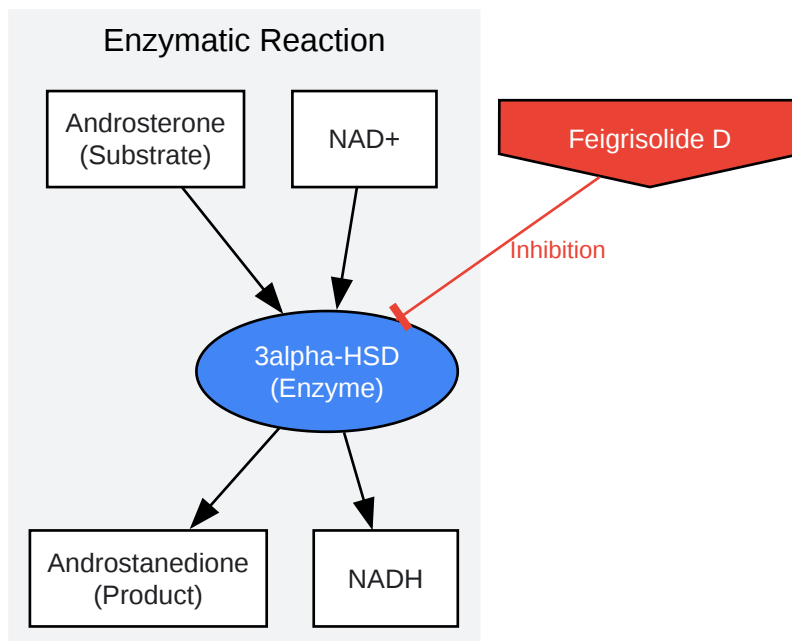 Enzymatic Reaction
Androsterone
(Substrate)
NAD+
Feigrisolide D
Inhibition
3alpha-HSD
(Enzyme)
Androstanedione
(Product)
NADH